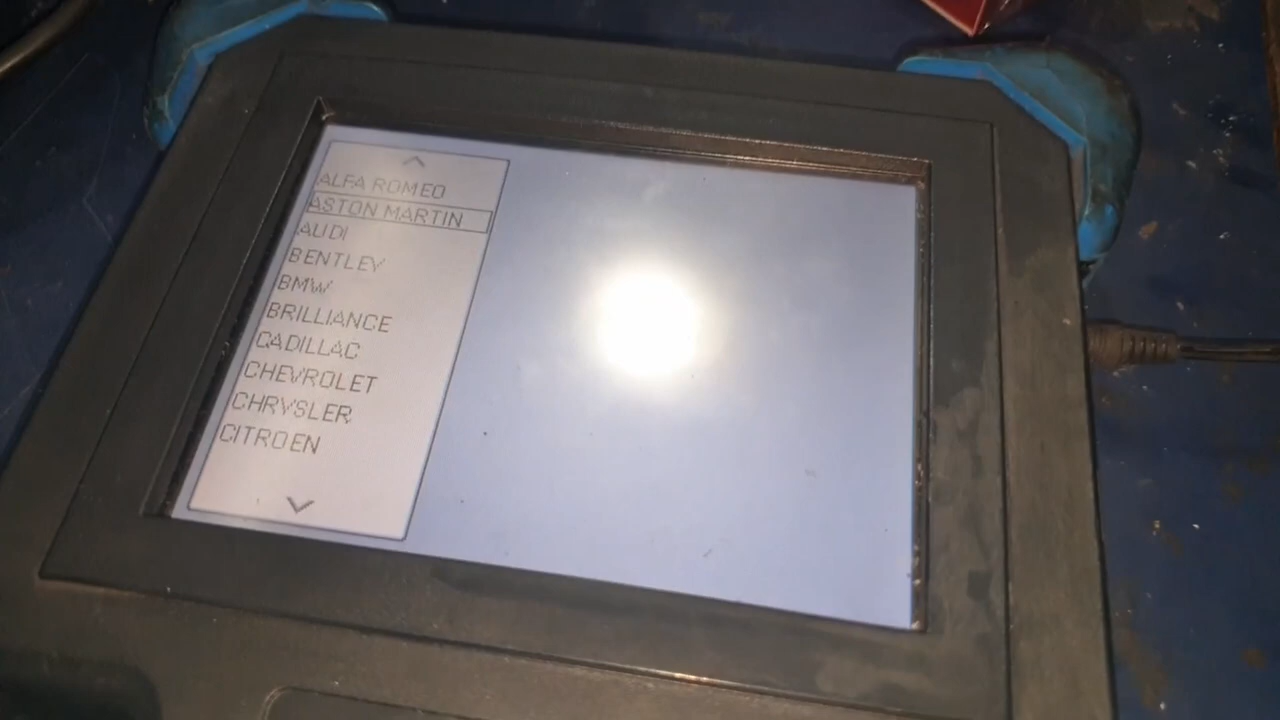 ALFA ROMEO
ASTON MARTIN
AUDI
BENTLEY
BMW
BRILLIANCE
CADILLAC
CHEVROLET
CHRYSLER
CITROEN